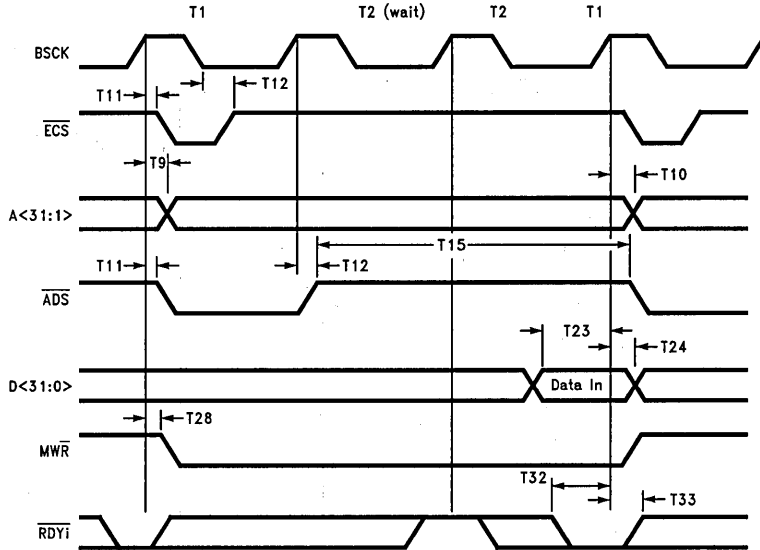 T1 T2 (wait) T2 T1
BSCK
T11 T12
ECS
T9 T10
A<31:1>
T15
T11 T12
ADS
T23 T24
D<31:0> Data In
T28
MWR
T32 T33
RDYi